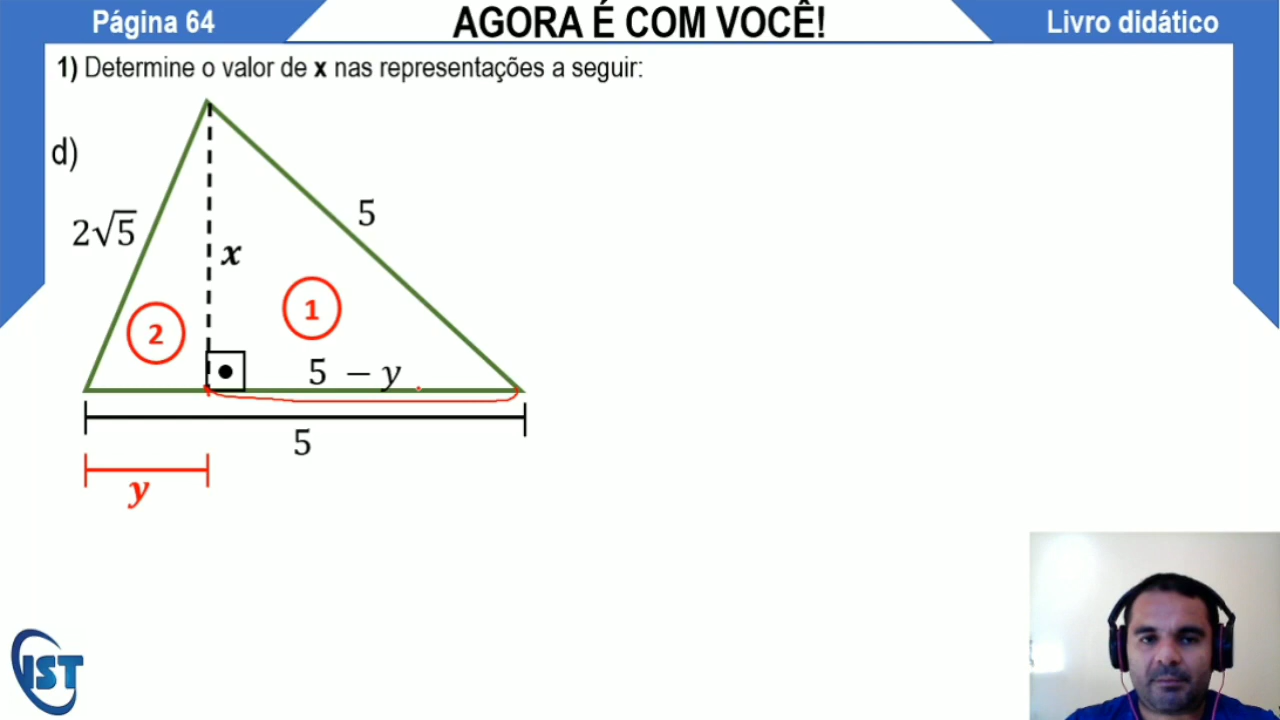 Página 64
AGORA É COM VOCÊ!
Livro didático
1) Determine o valor de x nas representações a seguir:
d)
2√5
5
x
2
1
5 − y
5
y
IST